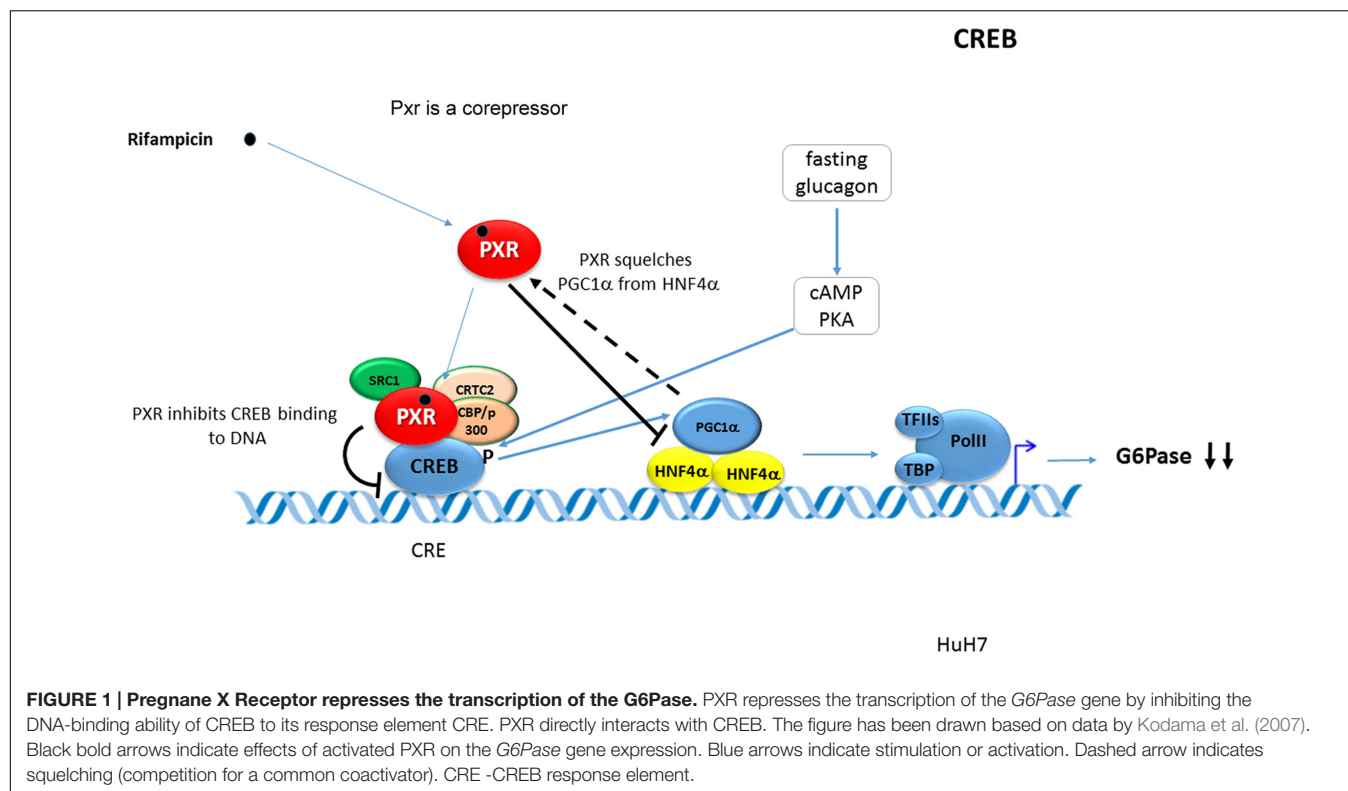 CREB
Pxr is a corepressor
Rifampicin
fasting
glucagon
PXR
PXR squelches
PGC1α from HNF4α
cAMP
PKA
SRC1
CRTC2
PXR
CBP/p
300
PXR inhibits CREB binding
to DNA
P
CREB
PGC1α
HNF4α
HNF4α
TFIIs
PolII
TBP
G6Pase
CRE
HuH7
FIGURE 1 | Pregnane X Receptor represses the transcription of the G6Pase. PXR represses the transcription of the G6Pase gene by inhibiting the
DNA-binding ability of CREB to its response element CRE. PXR directly interacts with CREB. The figure has been drawn based on data by Kodama et al. (2007).
Black bold arrows indicate effects of activated PXR on the G6Pase gene expression. Blue arrows indicate stimulation or activation. Dashed arrow indicates
squelching (competition for a common coactivator). CRE -CREB response element.